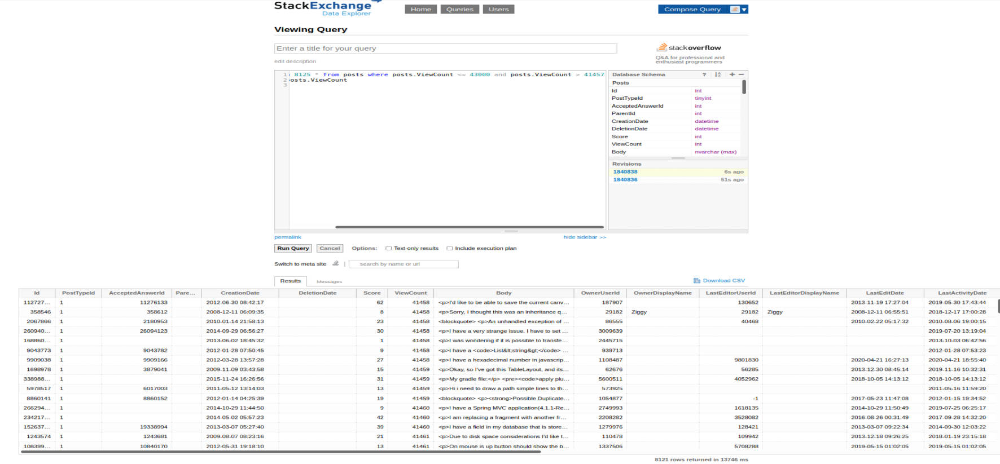 StackExchange
Data Explorer
Home Queries Users
Compose Query
Viewing Query
Enter a title for your query
edit description
stackoverflow
Q&A for professional and
enthusiast programmers
1 8125 * from posts where posts.ViewCount <= 43000 and posts.ViewCount > 41457
2 posts.ViewCount
3
Database Schema ? + −
Posts
Id int
PostTypeId tinyint
AcceptedAnswerId int
ParentId int
CreationDate datetime
DeletionDate datetime
Score int
ViewCount int
Body nvarchar (max)
Revisions
1840838 6s ago
1840836 51s ago
permalink hide sidebar >>
Run Query Cancel Options: Text-only results Include execution plan
Switch to meta site | search by name or url
Results Messages Download CSV
Id PostTypeId AcceptedAnswerId Pare... CreationDate DeletionDate Score ViewCount Body OwnerUserId OwnerDisplayName LastEditorUserId LastEditorDisplayName LastEditDate LastActivityDate
112727... 1 11276133 2012-06-30 08:42:17 62 41458 <p>I'd like to be able to save the current canv... 187907 130652 2013-11-19 17:27:04 2019-05-30 17:43:44
358546 1 358612 2008-12-11 06:09:35 8 41458 <p>Sorry, I thought this was an inheritance q... 29182 Ziggy 29182 Ziggy 2008-12-11 06:55:51 2018-12-17 17:00:28
2067866 1 2180953 2010-01-14 21:58:13 23 41458 <blockquote> <p>An unhandled exception of ... 86555 40468 2010-02-22 05:17:32 2010-08-06 19:00:15
260940... 1 26094123 2014-09-29 06:56:27 30 41458 <p>I have a very strange issue. I have to set ... 3009639 2019-07-20 13:19:04
168860... 1 2013-06-02 18:45:32 1 41458 <p>I was wondering if it is possible to transfe... 2445715 2013-10-03 06:42:56
9043773 1 9043782 2012-01-28 07:50:45 9 41458 <p>I have a <code>List&lt;string&gt;</code> ... 939713 2012-01-28 07:53:23
9909038 1 9909166 2012-03-28 13:57:28 27 41458 <p>I have a hexadecimal number in javascrip... 1108487 9801830 2020-04-21 16:27:13 2020-04-21 18:55:40
1698978 1 3879041 2009-11-09 03:43:58 15 41459 <p>Okay, so I've got this TableLayout, and its... 62676 56285 2013-12-30 08:45:14 2019-11-16 10:32:31
338988... 1 2015-11-24 16:26:56 31 41459 <p>My gradle file:</p> <pre><code>apply plu... 5600511 4052962 2018-10-05 14:13:12 2018-10-05 14:13:12
5978517 1 6017003 2011-05-12 13:14:03 13 41459 <p>Hi i need to draw a path simple lines to th... 573925 2011-05-16 11:59:20
8860141 1 8860152 2012-01-14 04:25:39 19 41459 <blockquote> <p><strong>Possible Duplicate... 1054877 -1 2017-05-23 11:47:08 2012-01-15 19:34:52
266294... 1 2014-10-29 11:44:50 9 41460 <p>I have a Spring MVC application(4.1.1-Re... 2749993 1618135 2014-10-29 11:50:49 2019-07-25 06:25:17
234217... 1 2014-05-02 05:57:23 42 41460 <p>I am replacing a fragment with another fr... 2208282 3528082 2016-08-26 00:31:49 2017-09-28 14:32:20
152637... 1 19338994 2013-03-07 05:27:40 39 41460 <p>I have a field in my database that is store... 1279976 128421 2013-03-07 09:22:34 2014-09-30 12:03:22
1243574 1 1243681 2009-08-07 08:23:16 21 41461 <p>Due to disk space considerations I'd like t... 110478 109942 2013-12-18 09:26:25 2018-01-19 23:15:18
108399... 1 10840170 2012-05-31 19:18:10 13 41461 <p>On mouse is up button should show the b... 1337506 5708288 2019-05-15 01:02:05 2019-05-15 01:02:05
8121 rows returned in 13746 ms